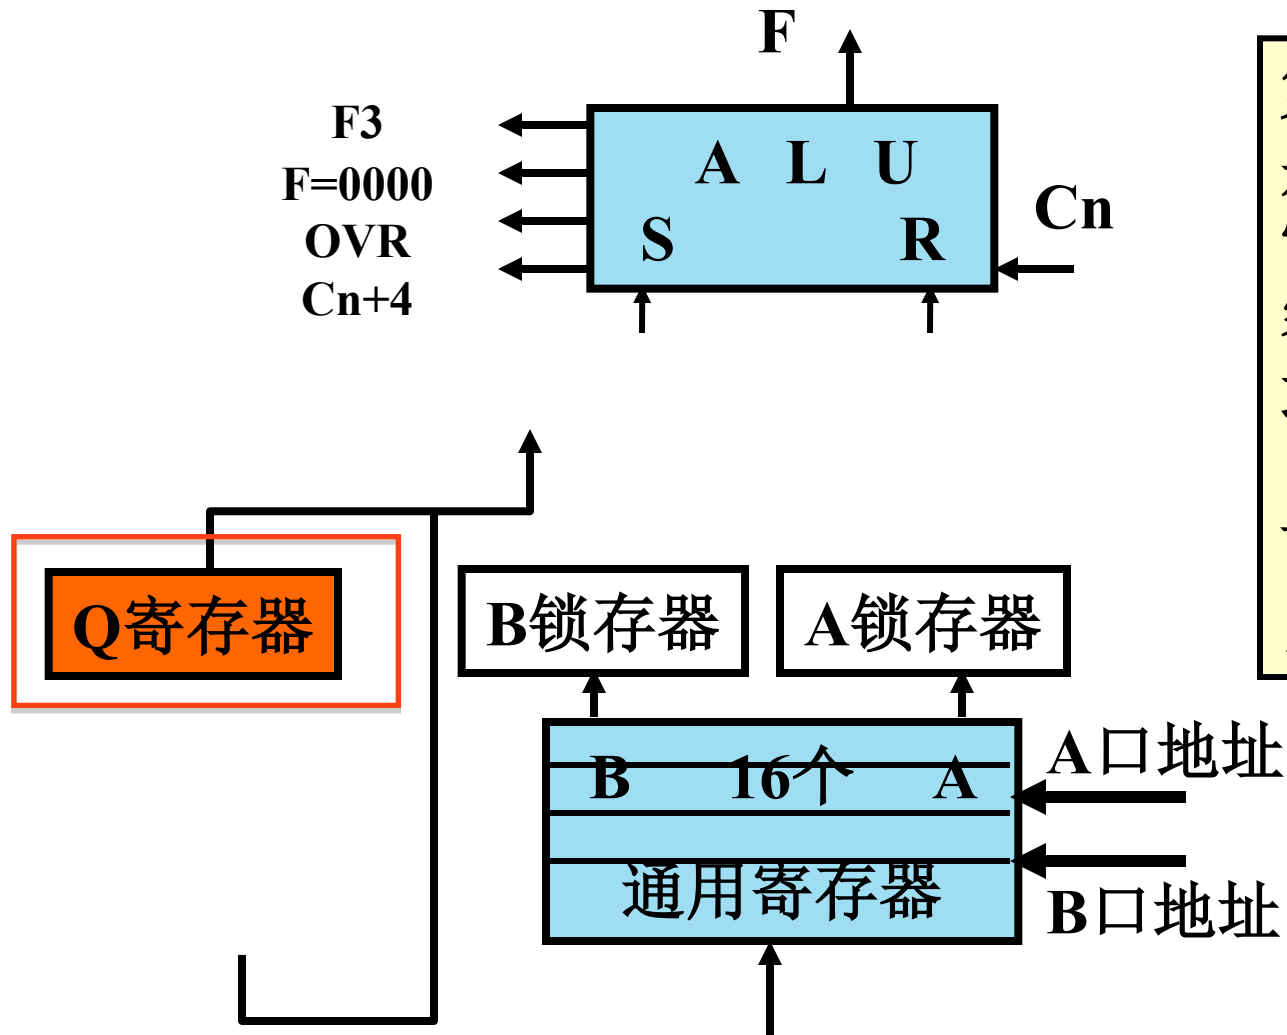 F
F3
F=0000
OVR
Cn+4
A L U
S R
Cn
Q寄存器
B锁存器
A锁存器
B 16个 A
通用寄存器
A口地址
B口地址